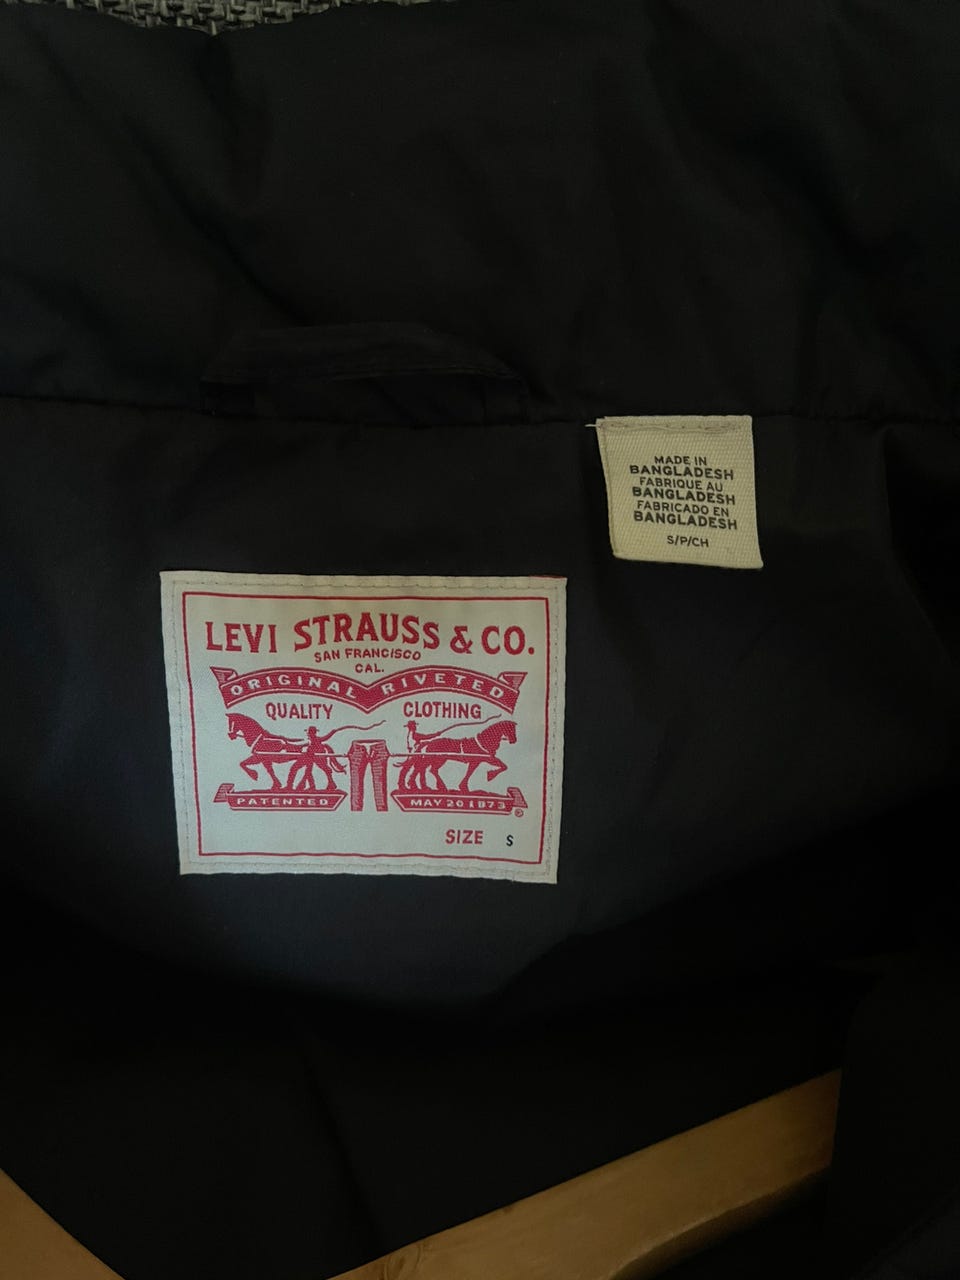 MADE IN
BANGLADESH
FABRIQUE AU
BANGLADESH
FABRICADO EN
BANGLADESH
S/P/CH
LEVI STRAUSS & CO.
SAN FRANCISCO
CAL.
ORIGINAL RIVETED
QUALITY CLOTHING
PATENTED MAY 20 1873 ®
SIZE S